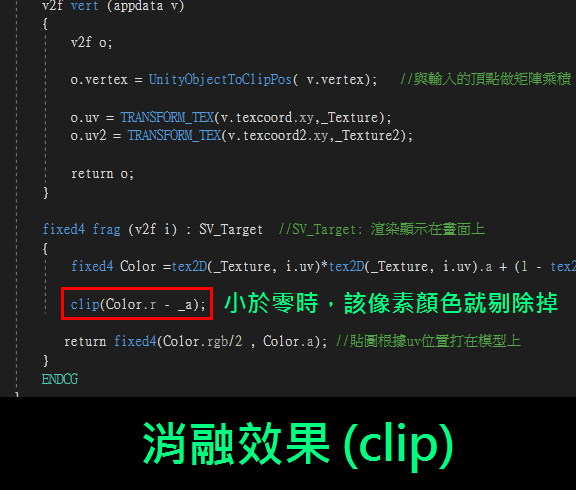 v2f vert (appdata v)
{
v2f o;
o.vertex = UnityObjectToClipPos( v.vertex); //與輸入的頂點做矩陣乘積
o.uv = TRANSFORM_TEX(v.texcoord.xy,_Texture);
o.uv2 = TRANSFORM_TEX(v.texcoord2.xy,_Texture2);
return o;
}
fixed4 frag (v2f i) : SV_Target //SV_Target: 渲染顯示在畫面上
{
fixed4 Color =tex2D(_Texture, i.uv)*tex2D(_Texture, i.uv).a + (1 - tex2
clip(Color.r - _a); 小於零時，該像素顏色就剔除掉
return fixed4(Color.rgb/2 , Color.a); //貼圖根據uv位置打在模型上
}
ENDCG
消融效果 (clip)